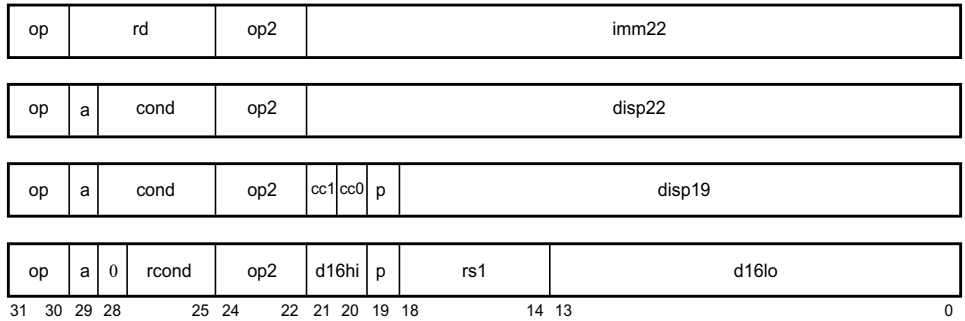 op rd op2 imm22
op a cond op2 disp22
op a cond op2 cc1 cc0 p disp19
op a 0 rcond op2 d16hi p rs1 d16lo
31 30 29 28 25 24 22 21 20 19 18 14 13 0